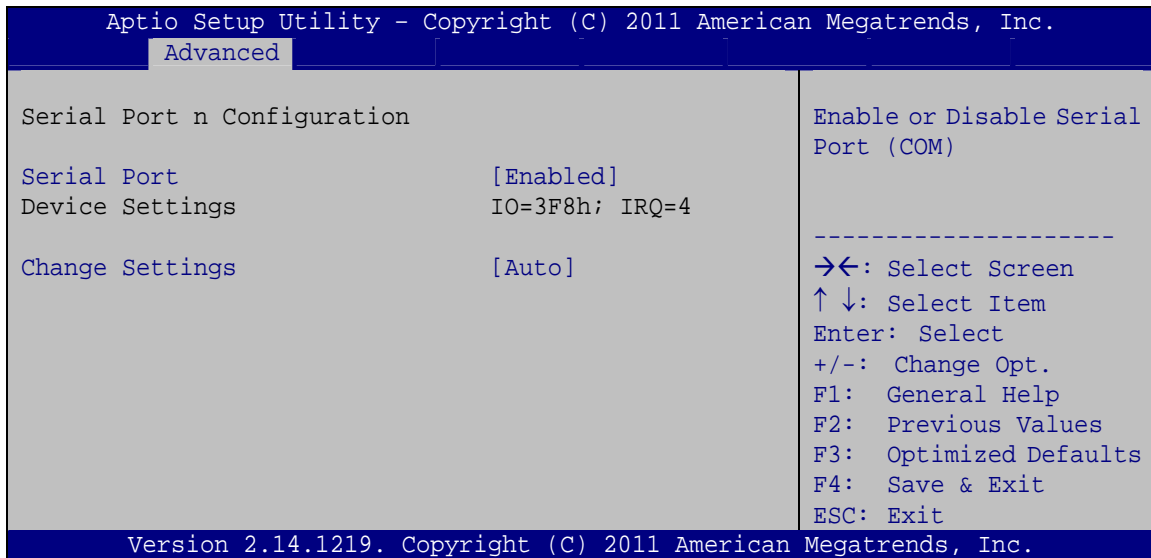 Aptio Setup Utility – Copyright (C) 2011 American Megatrends, Inc.
Advanced
Serial Port n Configuration
Serial Port [Enabled]
Device Settings IO=3F8h; IRQ=4
Change Settings [Auto]
Enable or Disable Serial
Port (COM)
---------------------
→←: Select Screen
↑ ↓: Select Item
Enter: Select
+/-: Change Opt.
F1: General Help
F2: Previous Values
F3: Optimized Defaults
F4: Save & Exit
ESC: Exit
Version 2.14.1219. Copyright (C) 2011 American Megatrends, Inc.